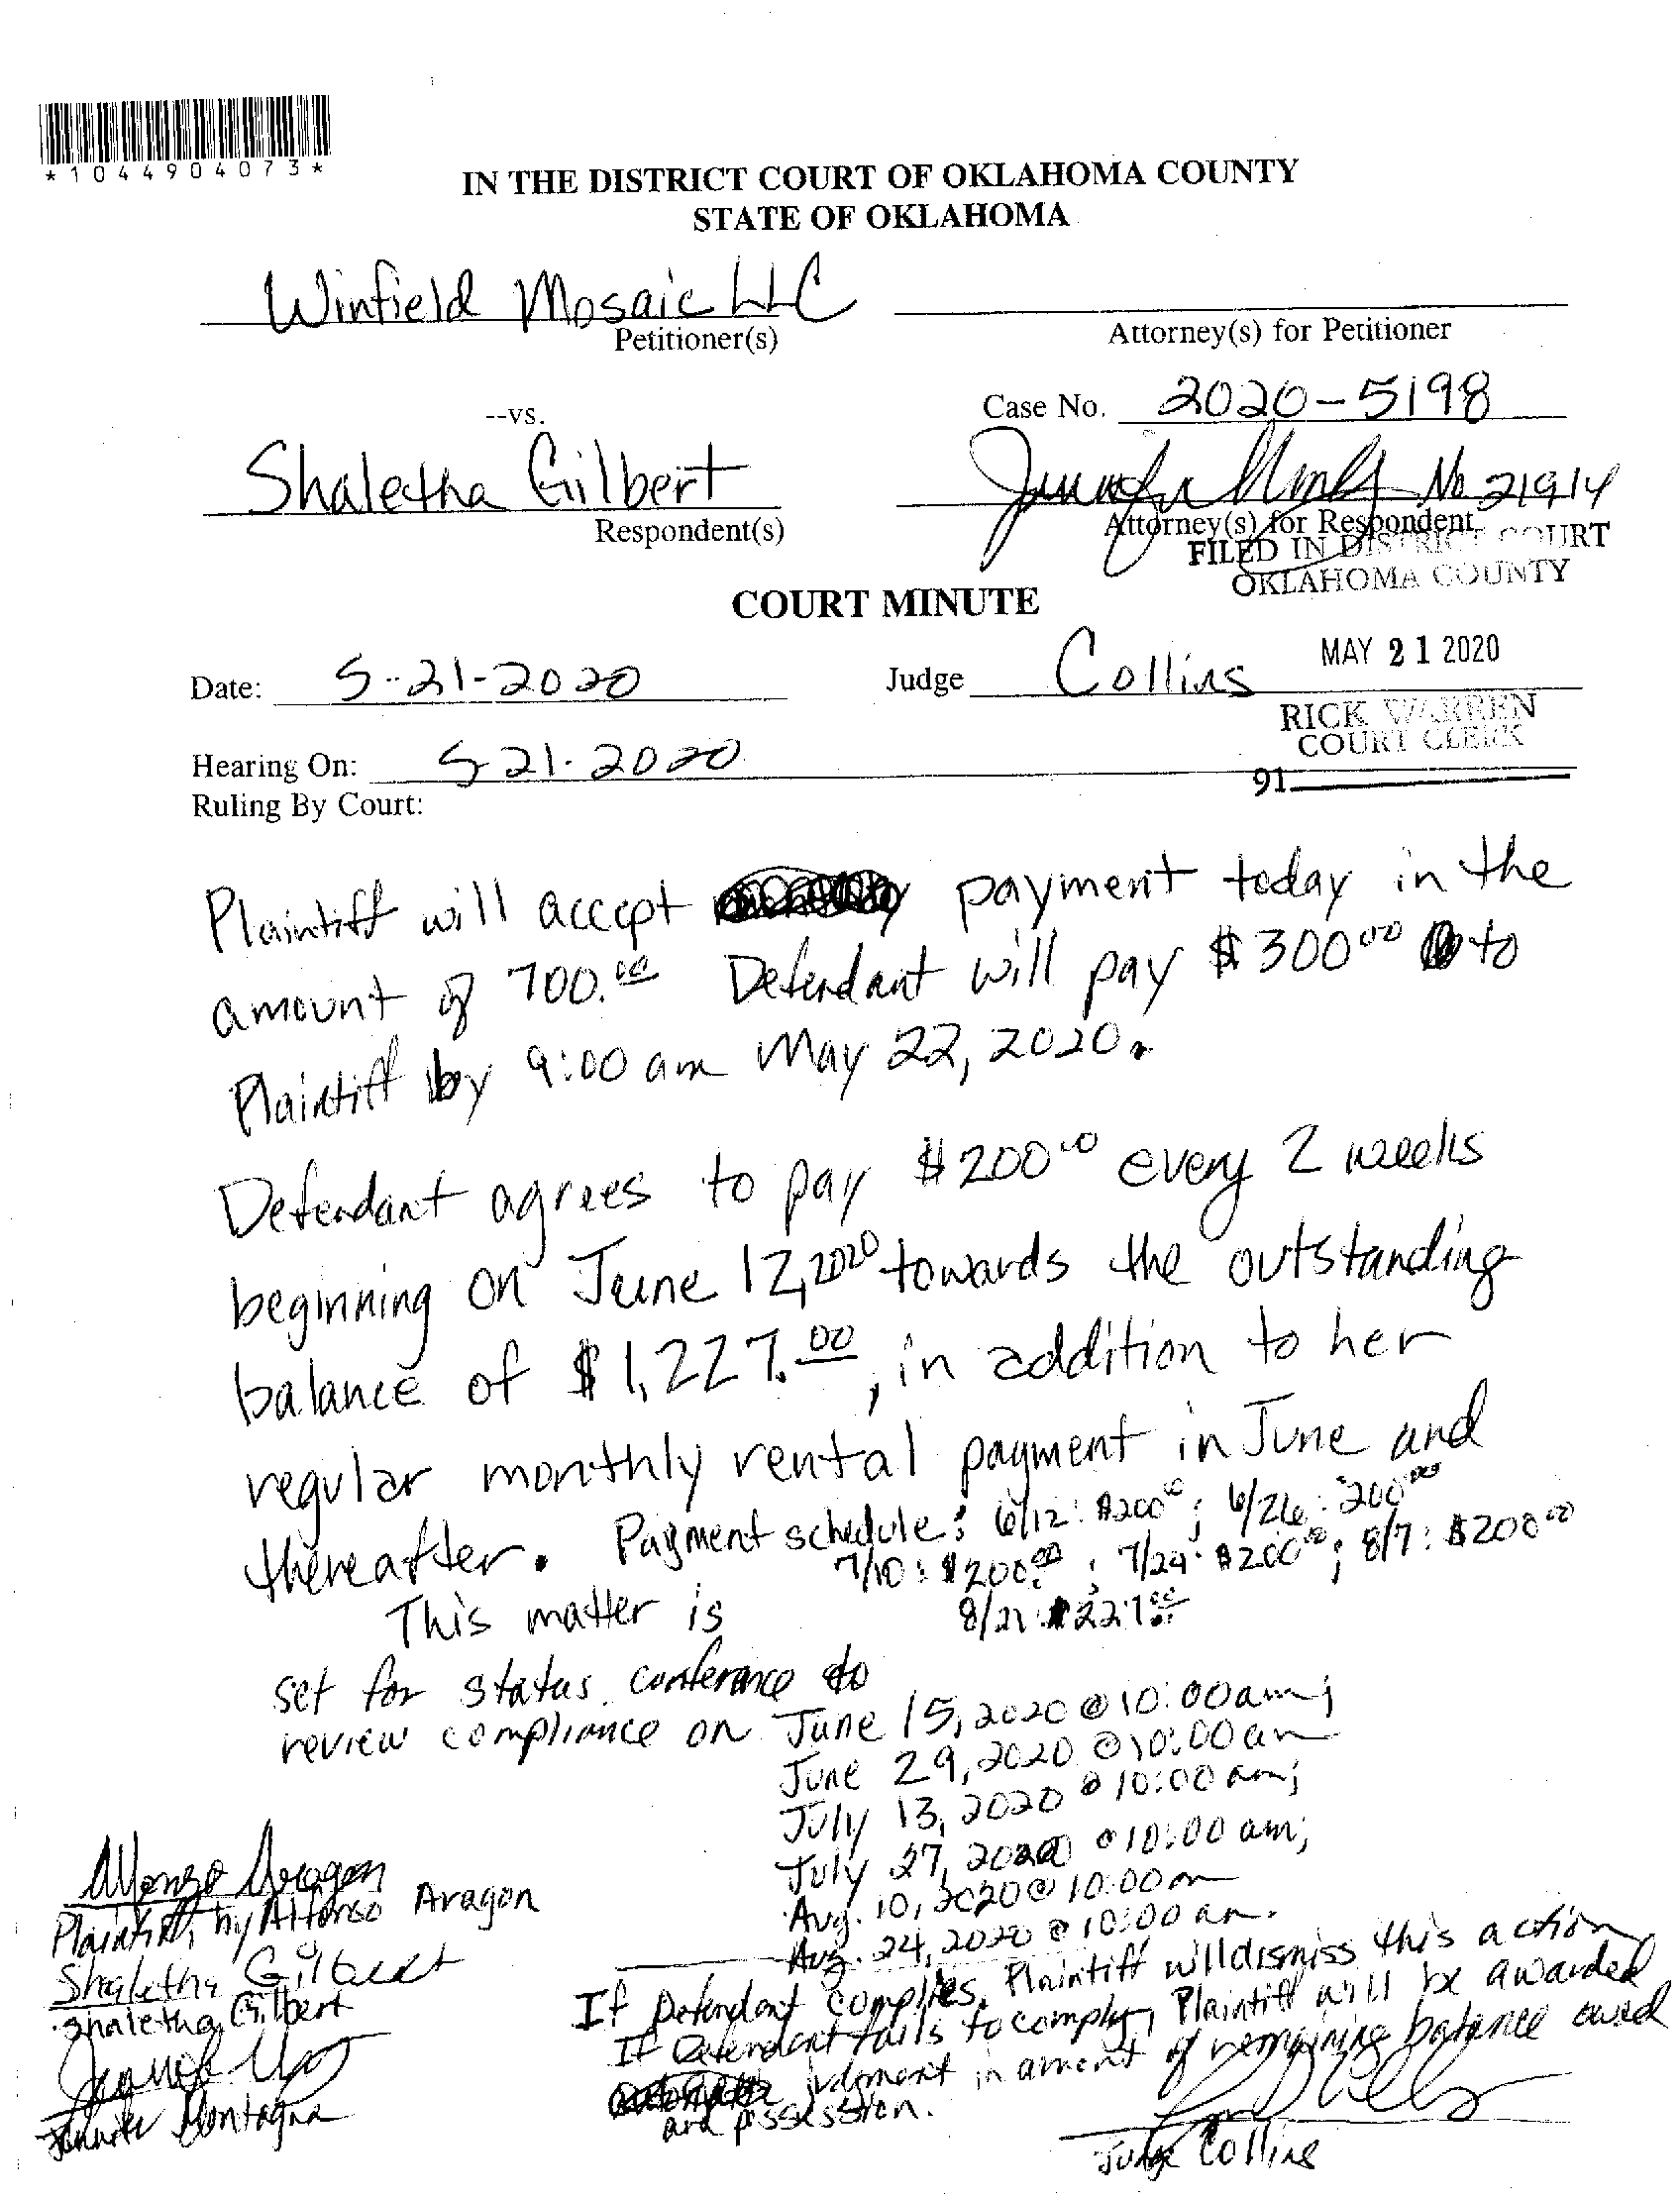 *1044904073*
IN THE DISTRICT COURT OF OKLAHOMA COUNTY
STATE OF OKLAHOMA
Winfield Mosaic LLC
Petitioner(s)
Attorney(s) for Petitioner
--vs.
Case No. 2020-5198
Shaletha Gilbert
Respondent(s)
No. 21914
Attorney(s) for Respondent
FILED IN DISTRICT COURT
OKLAHOMA COUNTY
COURT MINUTE
MAY 21 2020
Date: 5-21-2020
Judge Collins
RICK WARREN
COURT CLERK
Hearing On: 5-21-2020
91
Ruling By Court:
Plaintiff will accept payment today in the
amount of 700.00 Defendant will pay $300.00 to
Plaintiff by 9:00 am May 22, 2020.
Defendant agrees to pay $200.00 every 2 weeks
beginning on June 12, 2020 towards the outstanding
balance of $1,227.00, in addition to her
regular monthly rental payment in June and
thereafter. Payment schedule: 6/12: $200.00; 6/26: $200.00
7/10: $200.00; 7/24: $200.00; 8/7: $200.00
8/21: $227.00
This matter is
set for status conference to
review compliance on June 15, 2020 @ 10:00 am;
June 29, 2020 @ 10:00 am
July 13, 2020 @ 10:00 am;
July 27, 2020 @ 10:00 am;
Aug. 10, 2020 @ 10:00 am
Aug. 24, 2020 @ 10:00 am.
If Defendant complies, Plaintiff will dismiss this action
If Defendant fails to comply, Plaintiff will be awarded
judgment in amount of remaining balance owed
and possession.
Alfonso Aragon
Plaintiff, by Alfonso Aragon
Shaletha Gilbert
Shaletha Gilbert
Jennifer Montagna
Judge Collins